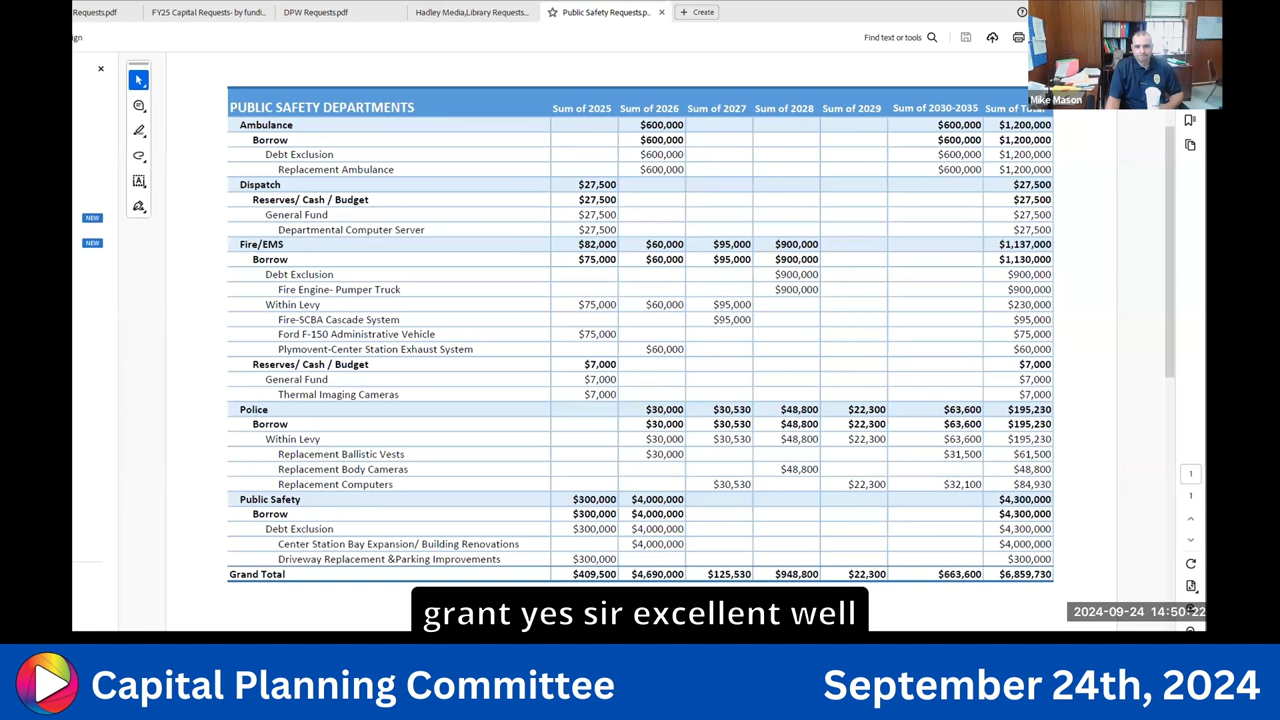 Requests.pdf FY25 Capital Requests- by fundi... DPW Requests.pdf Hadley Media,Library Requests... Public Safety Requests.p... Create
ign Find text or tools
Mike Mason
PUBLIC SAFETY DEPARTMENTS Sum of 2025 Sum of 2026 Sum of 2027 Sum of 2028 Sum of 2029 Sum of 2030-2035 Sum of Total
Ambulance $600,000 $600,000 $1,200,000
Borrow $600,000 $600,000 $1,200,000
Debt Exclusion $600,000 $600,000 $1,200,000
Replacement Ambulance $600,000 $600,000 $1,200,000
Dispatch $27,500 $27,500
Reserves/ Cash / Budget $27,500 $27,500
General Fund $27,500 $27,500
Departmental Computer Server $27,500 $27,500
Fire/EMS $82,000 $60,000 $95,000 $900,000 $1,137,000
Borrow $75,000 $60,000 $95,000 $900,000 $1,130,000
Debt Exclusion $900,000 $900,000
Fire Engine- Pumper Truck $900,000 $900,000
Within Levy $75,000 $60,000 $95,000 $230,000
Fire-SCBA Cascade System $95,000 $95,000
Ford F-150 Administrative Vehicle $75,000 $75,000
Plymovent-Center Station Exhaust System $60,000 $60,000
Reserves/ Cash / Budget $7,000 $7,000
General Fund $7,000 $7,000
Thermal Imaging Cameras $7,000 $7,000
Police $30,000 $30,530 $48,800 $22,300 $63,600 $195,230
Borrow $30,000 $30,530 $48,800 $22,300 $63,600 $195,230
Within Levy $30,000 $30,530 $48,800 $22,300 $63,600 $195,230
Replacement Ballistic Vests $30,000 $31,500 $61,500
Replacement Body Cameras $48,800 $48,800
Replacement Computers $30,530 $22,300 $32,100 $84,930
Public Safety $300,000 $4,000,000 $4,300,000
Borrow $300,000 $4,000,000 $4,300,000
Debt Exclusion $300,000 $4,000,000 $4,300,000
Center Station Bay Expansion/ Building Renovations $4,000,000 $4,000,000
Driveway Replacement &Parking Improvements $300,000 $300,000
Grand Total $409,500 $4,690,000 $125,530 $948,800 $22,300 $663,600 $6,859,730
NEW
NEW
1
1
grant yes sir excellent well
2024-09-24 14:50:22
Capital Planning Committee September 24th, 2024